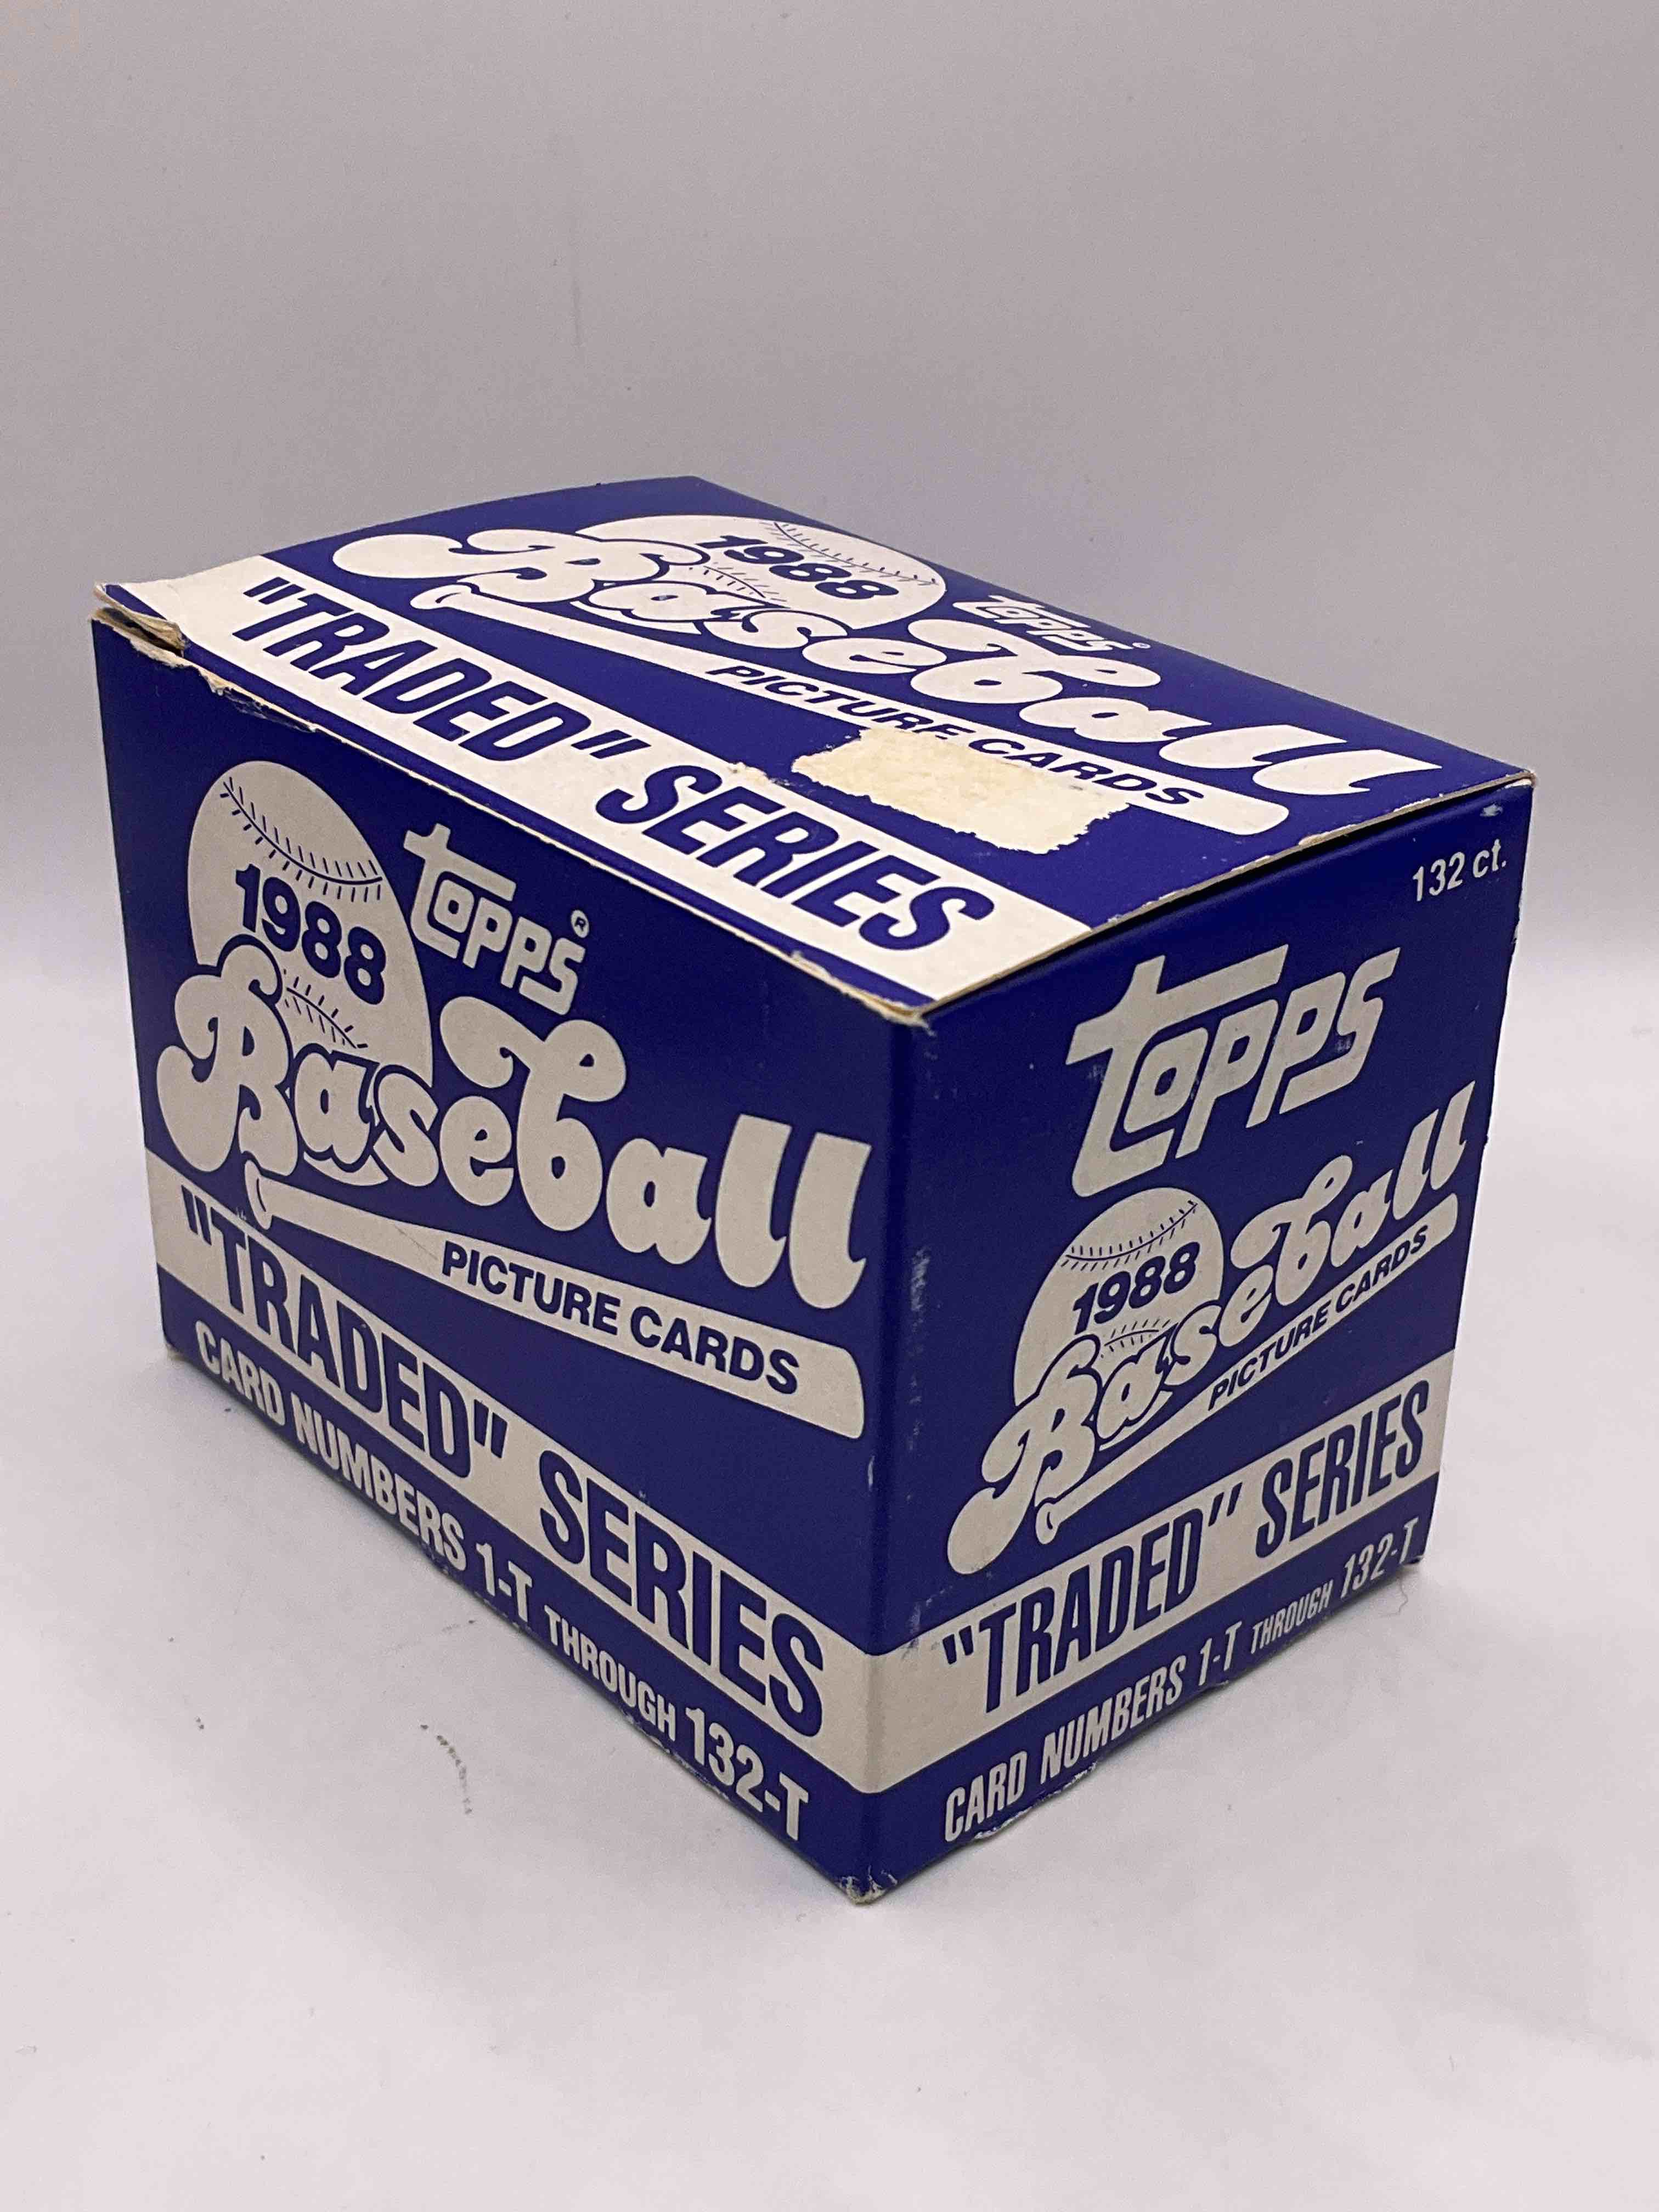 1988
topps®
Baseball
PICTURE CARDS
"TRADED" SERIES
1988
topps®
Baseball
PICTURE CARDS
"TRADED" SERIES
CARD NUMBERS 1-T THROUGH 132-T
132 ct.
topps
1988
Baseball
PICTURE CARDS
"TRADED" SERIES
CARD NUMBERS 1-T THROUGH 132-T